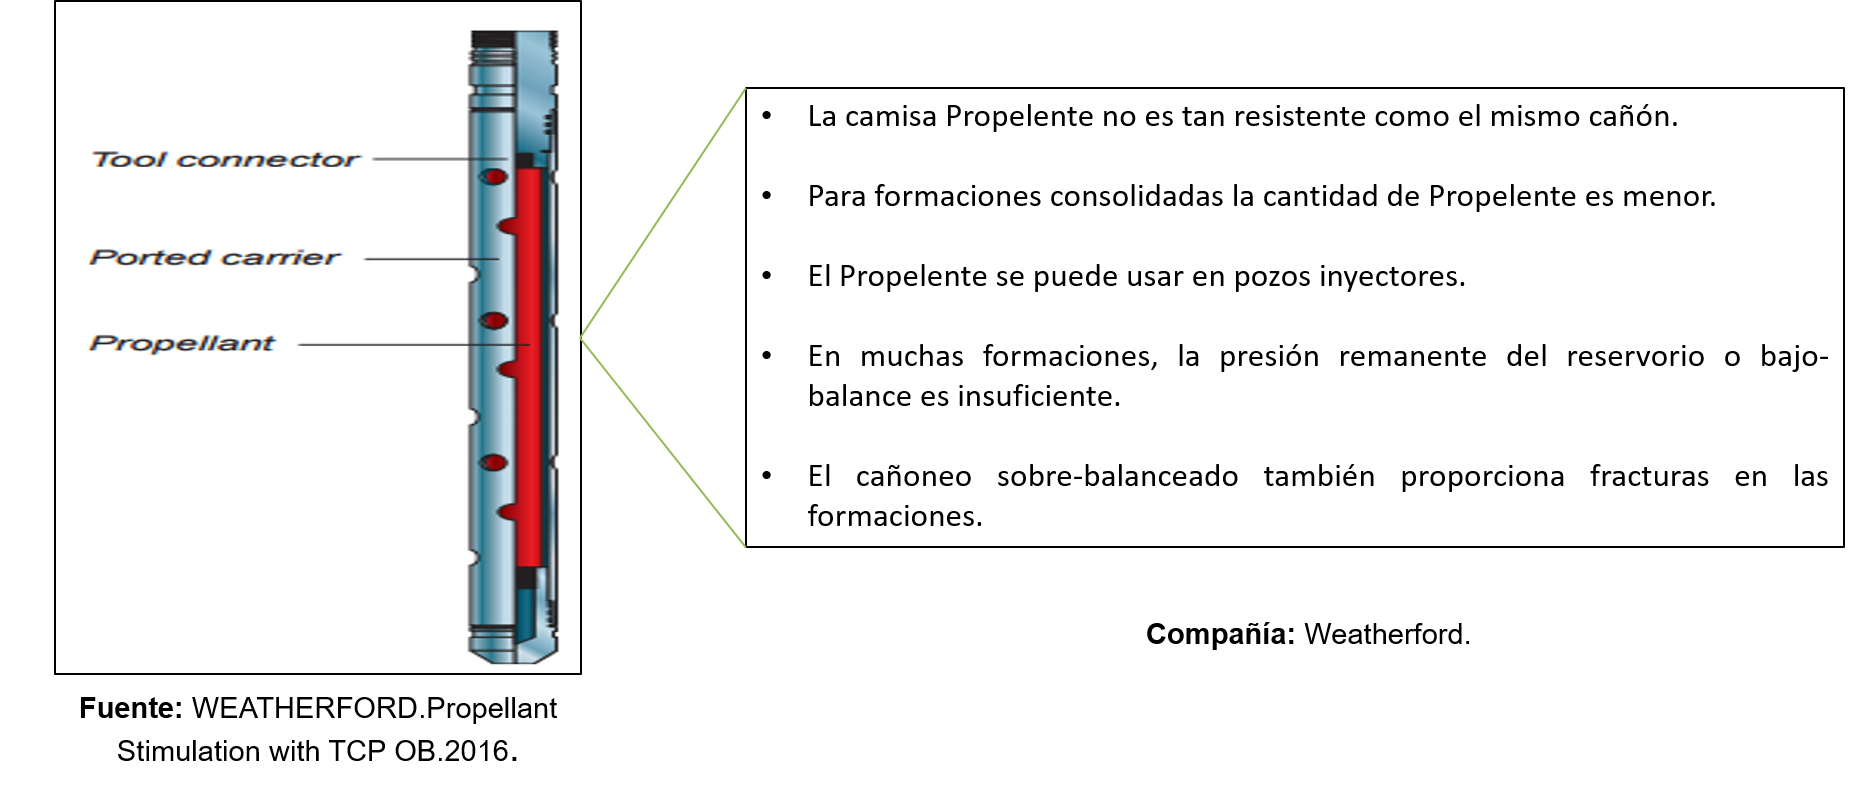 Tool connector
Ported carrier
Propellant
Fuente: WEATHERFORD.Propellant
Stimulation with TCP OB.2016.
• La camisa Propelente no es tan resistente como el mismo cañón.
• Para formaciones consolidadas la cantidad de Propelente es menor.
• El Propelente se puede usar en pozos inyectores.
• En muchas formaciones, la presión remanente del reservorio o bajo-
balance es insuficiente.
• El cañoneo sobre-balanceado también proporciona fracturas en las
formaciones.
Compañía: Weatherford.